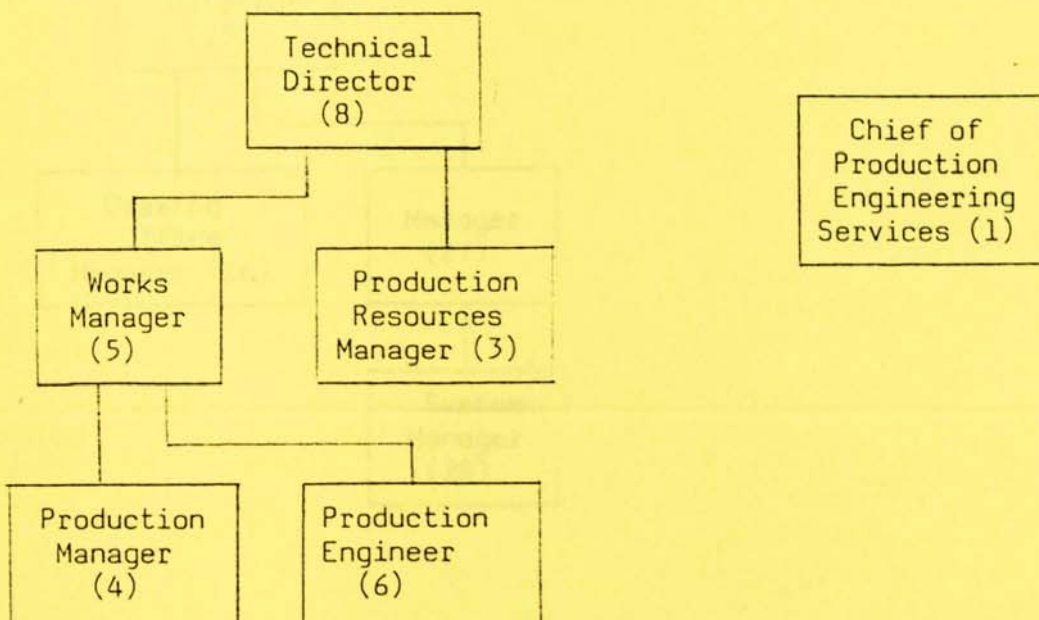 Technical
Director
(8)
Chief of
Production
Engineering
Services (1)
Works
Manager
(5)
Production
Resources
Manager (3)
Production
Manager
(4)
Production
Engineer
(6)